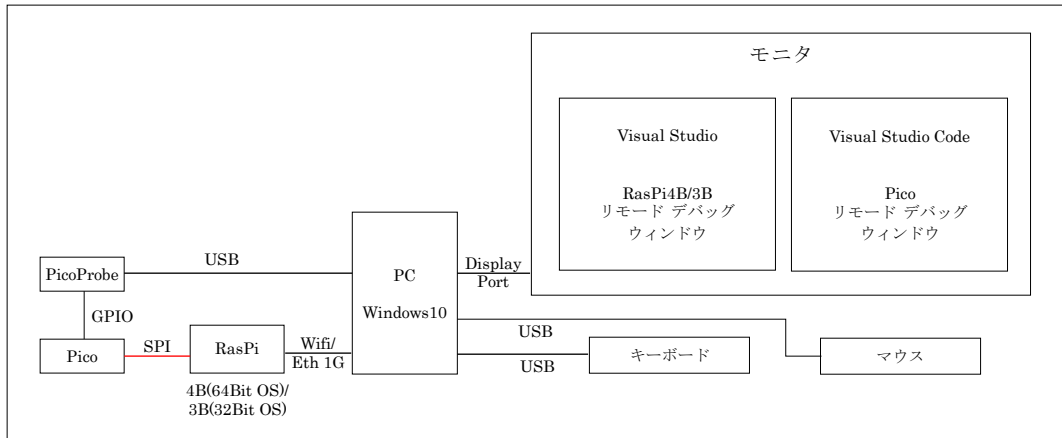 モニタ
Visual Studio
RasPi4B/3B
リモード デバッグ
ウィンドウ
Visual Studio Code
Pico
リモード デバッグ
ウィンドウ
PicoProbe
USB
PC
Windows10
Display
Port
GPIO
Pico
SPI
RasPi
Wifi/
Eth 1G
4B(64Bit OS)/
3B(32Bit OS)
USB
USB
キーボード
マウス